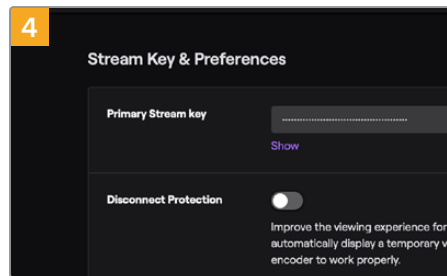 4
Stream Key & Preferences
Primary Stream key
Show
Disconnect Protection
Improve the viewing experience for
automatically display a temporary v
encoder to work properly.